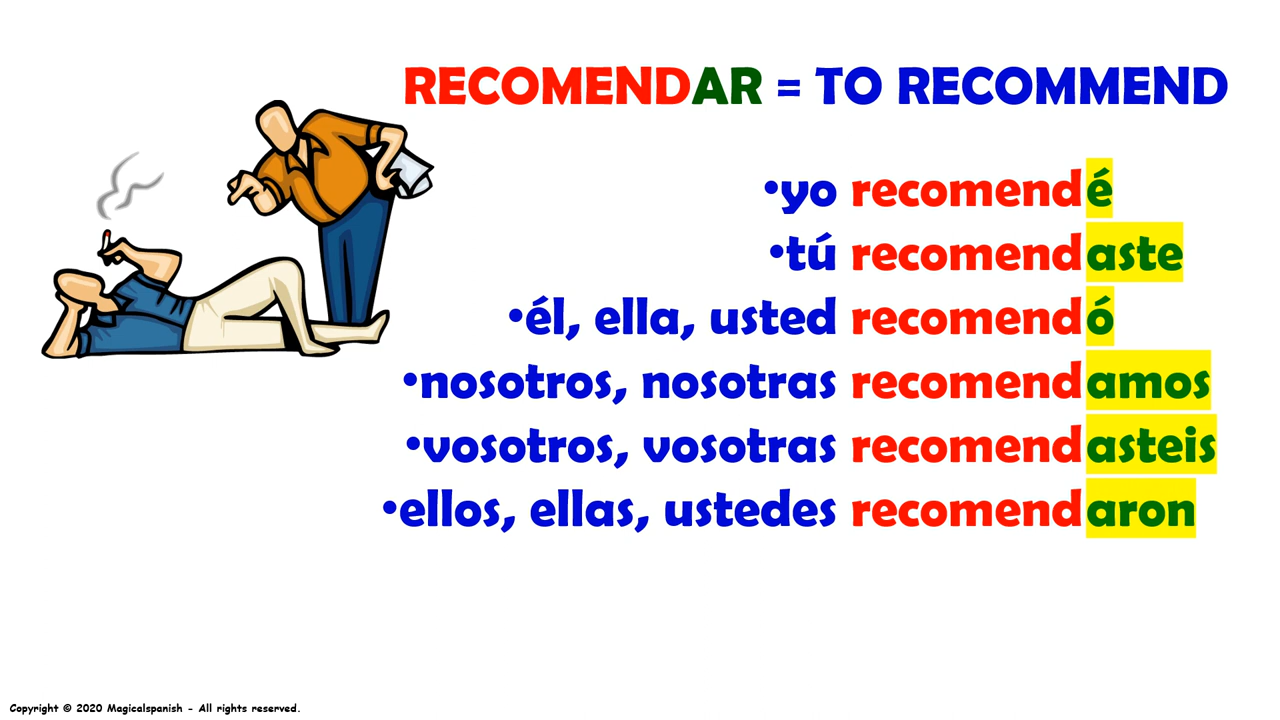 RECOMENDAR = TO RECOMMEND
•yo recomendé
•tú recomendaste
•él, ella, usted recomendó
•nosotros, nosotras recomendamos
•vosotros, vosotras recomendasteis
•ellos, ellas, ustedes recomendaron
Copyright © 2020 Magicalspanish - All rights reserved.